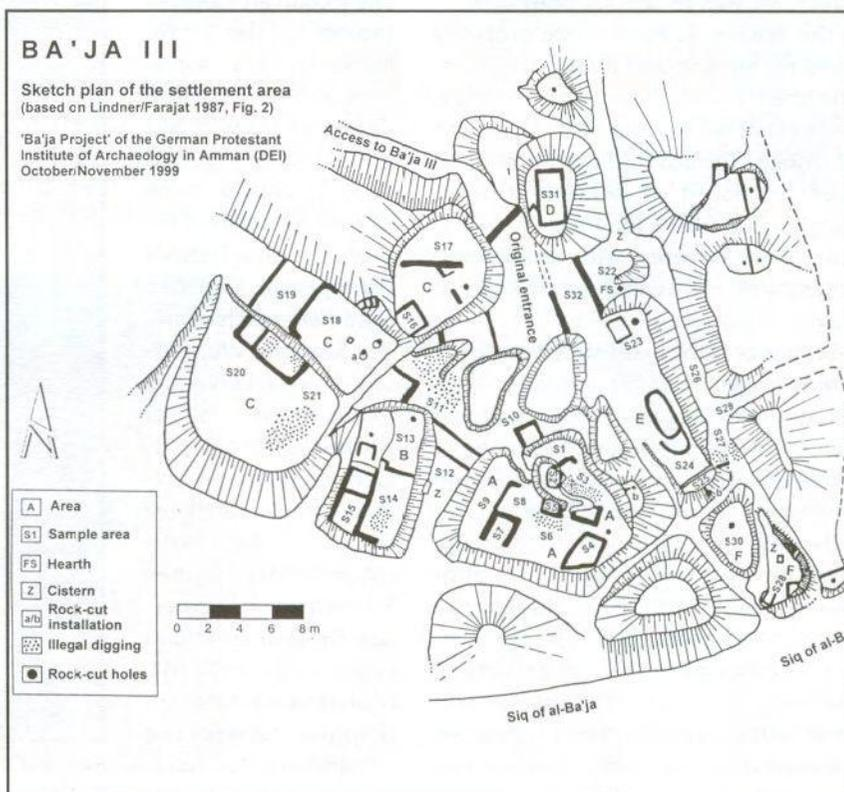 BA'JA III
Sketch plan of the settlement area
(based on Lindner/Farajat 1987, Fig. 2)
'Ba'ja Project' of the German Protestant
Institute of Archaeology in Amman (DEI)
October/November 1999
Access to Ba'ja III
S31
D
Original entrance
Z
S17
C
S22
FS
S19
S18
C
a
S16
S32
S23
S20
S21
C
S11
S26
S10
E
S29
S27
S13
B
S1
S3
S12
Z
A
S24
S25
b
S9
S8
A
b
S15
S14
S5
A
S7
S6
S4
A
S30
F
Z
F
S28
A Area
S1 Sample area
FS Hearth
Z Cistern
a/b Rock-cut
installation
Illegal digging
Rock-cut holes
0 2 4 6 8 m
Siq of al-B
Siq of al-Ba'ja